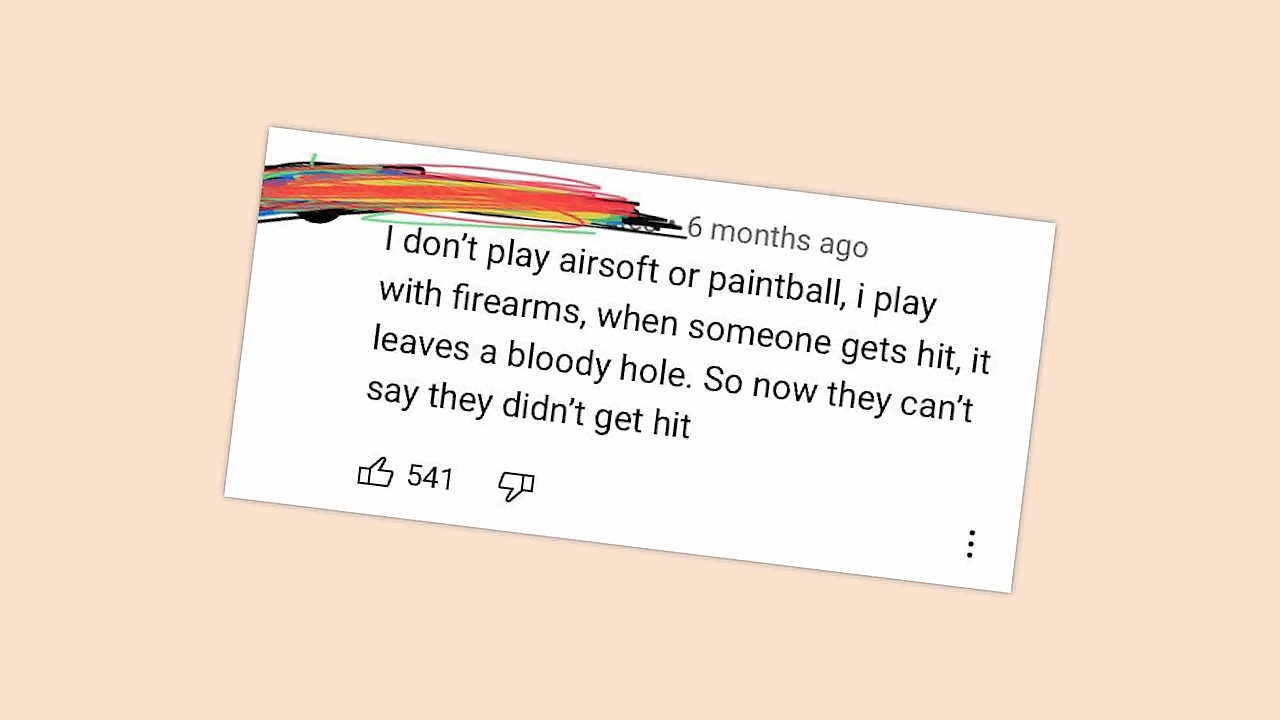 6 months ago
I don't play airsoft or paintball, i play
with firearms, when someone gets hit, it
leaves a bloody hole. So now they can't
say they didn't get hit
541